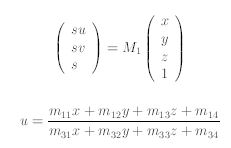 ( su sv s ) = M₁ ( x y z 1 )
u = (m₁₁x + m₁₂y + m₁₃z + m₁₄) / (m₃₁x + m₃₂y + m₃₃z + m₃₄)